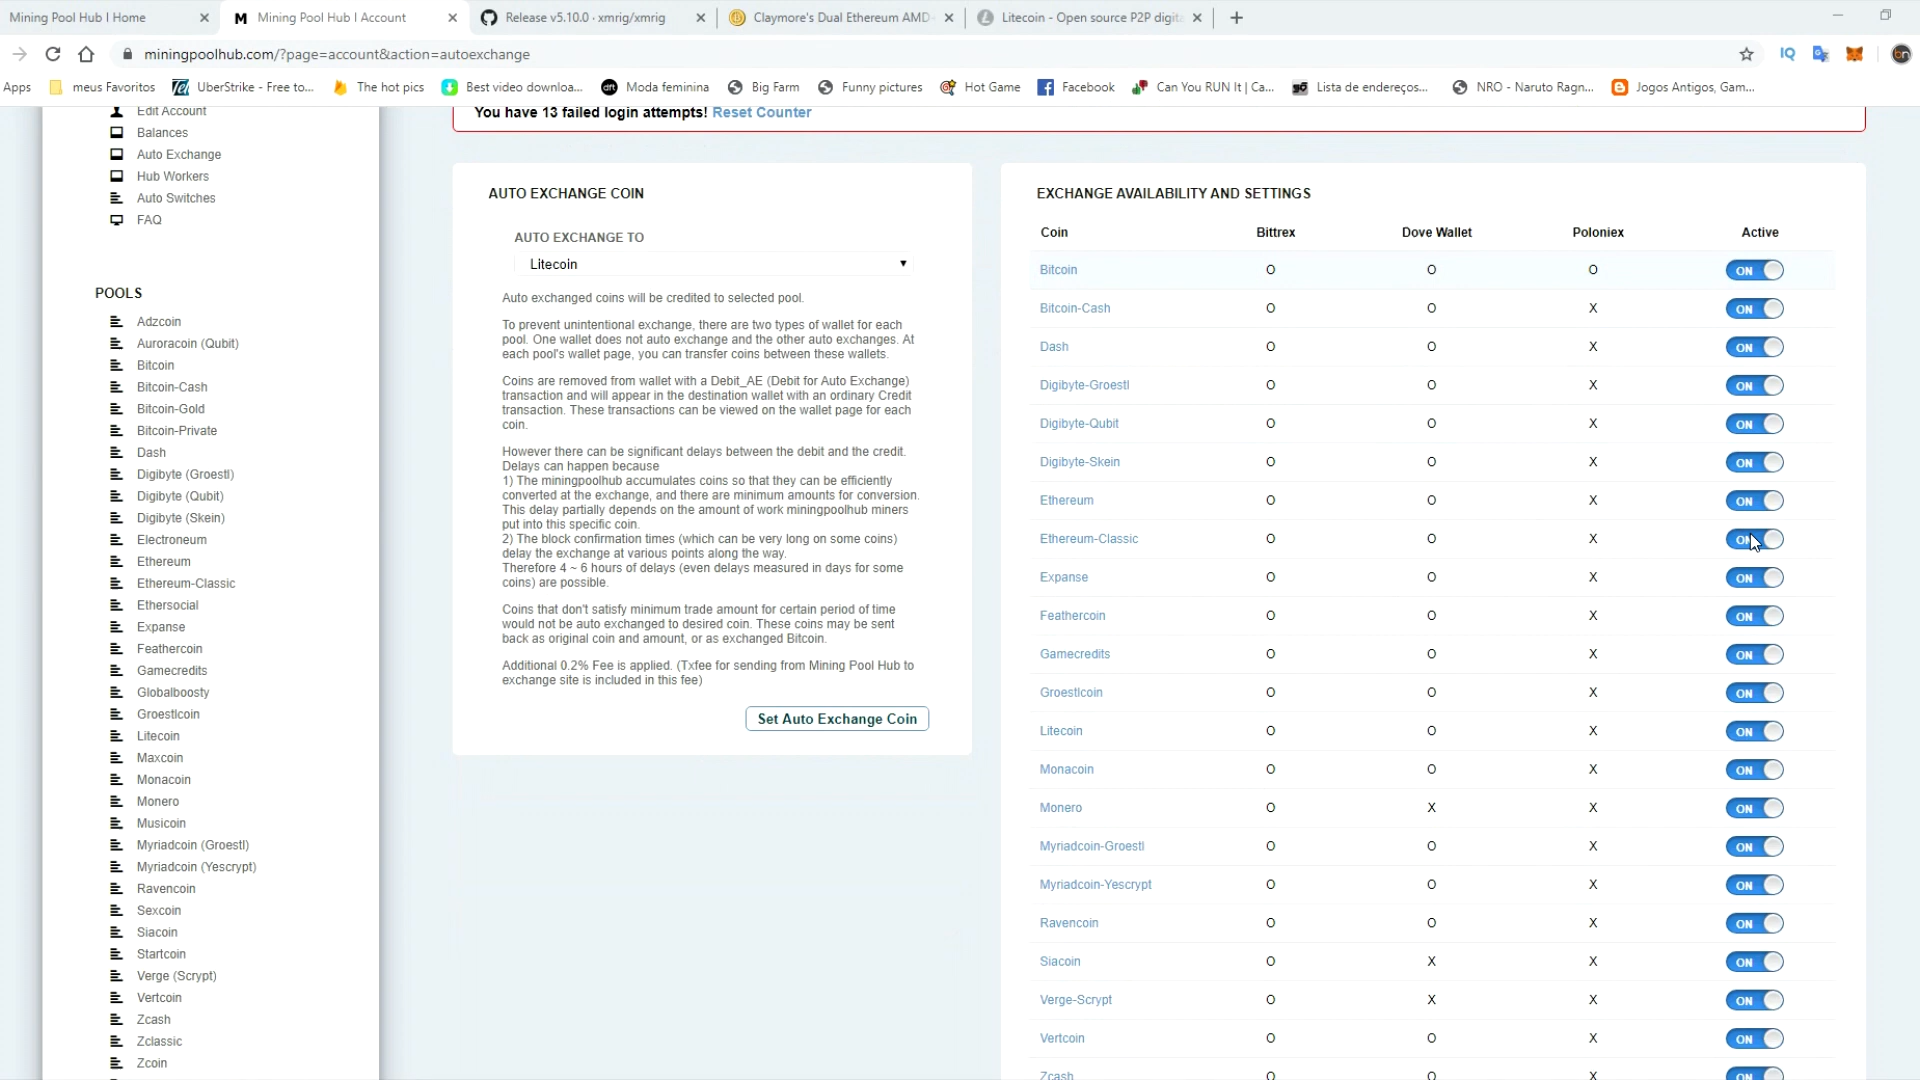 Mining Pool Hub I Home
Mining Pool Hub I Account
Release v5.10.0 · xmrig/xmrig
Claymore's Dual Ethereum AMD
Litecoin - Open source P2P digit
miningpoolhub.com/?page=account&action=autoexchange
Apps
meus Favoritos
UberStrike - Free to...
The hot pics
Best video downloa...
Moda feminina
Big Farm
Funny pictures
Hot Game
Facebook
Can You RUN It | Ca...
Lista de endereços...
NRO - Naruto Ragn...
Jogos Antigos, Gam...
Edit Account
Balances
Auto Exchange
Hub Workers
Auto Switches
FAQ
POOLS
Adzcoin
Auroracoin (Qubit)
Bitcoin
Bitcoin-Cash
Bitcoin-Gold
Bitcoin-Private
Dash
Digibyte (Groestl)
Digibyte (Qubit)
Digibyte (Skein)
Electroneum
Ethereum
Ethereum-Classic
Ethersocial
Expanse
Feathercoin
Gamecredits
Globalboosty
Groestlcoin
Litecoin
Maxcoin
Monacoin
Monero
Musicoin
Myriadcoin (Groestl)
Myriadcoin (Yescrypt)
Ravencoin
Sexcoin
Siacoin
Startcoin
Verge (Scrypt)
Vertcoin
Zcash
Zclassic
Zcoin
You have 13 failed login attempts! Reset Counter
AUTO EXCHANGE COIN
AUTO EXCHANGE TO
Litecoin
Auto exchanged coins will be credited to selected pool.
To prevent unintentional exchange, there are two types of wallet for each
pool. One wallet does not auto exchange and the other auto exchanges. At
each pool's wallet page, you can transfer coins between these wallets.
Coins are removed from wallet with a Debit_AE (Debit for Auto Exchange)
transaction and will appear in the destination wallet with an ordinary Credit
transaction. These transactions can be viewed on the wallet page for each
coin.
However there can be significant delays between the debit and the credit.
Delays can happen because
1) The miningpoolhub accumulates coins so that they can be efficiently
converted at the exchange, and there are minimum amounts for conversion.
This delay partially depends on the amount of work miningpoolhub miners
put into this specific coin.
2) The block confirmation times (which can be very long on some coins)
delay the exchange at various points along the way.
Therefore 4 ~ 6 hours of delays (even delays measured in days for some
coins) are possible.
Coins that don't satisfy minimum trade amount for certain period of time
would not be auto exchanged to desired coin. These coins may be sent
back as original coin and amount, or as exchanged Bitcoin.
Additional 0.2% Fee is applied. (Txfee for sending from Mining Pool Hub to
exchange site is included in this fee)
Set Auto Exchange Coin
EXCHANGE AVAILABILITY AND SETTINGS
Coin Bittrex Dove Wallet Poloniex Active
Bitcoin O O O ON
Bitcoin-Cash O O X ON
Dash O O X ON
Digibyte-Groestl O O X ON
Digibyte-Qubit O O X ON
Digibyte-Skein O O X ON
Ethereum O O X ON
Ethereum-Classic O O X ON
Expanse O O X ON
Feathercoin O O X ON
Gamecredits O O X ON
Groestlcoin O O X ON
Litecoin O O X ON
Monacoin O O X ON
Monero O X X ON
Myriadcoin-Groestl O O X ON
Myriadcoin-Yescrypt O O X ON
Ravencoin O O X ON
Siacoin O X X ON
Verge-Scrypt O X X ON
Vertcoin O O X ON
Zcash O O X ON